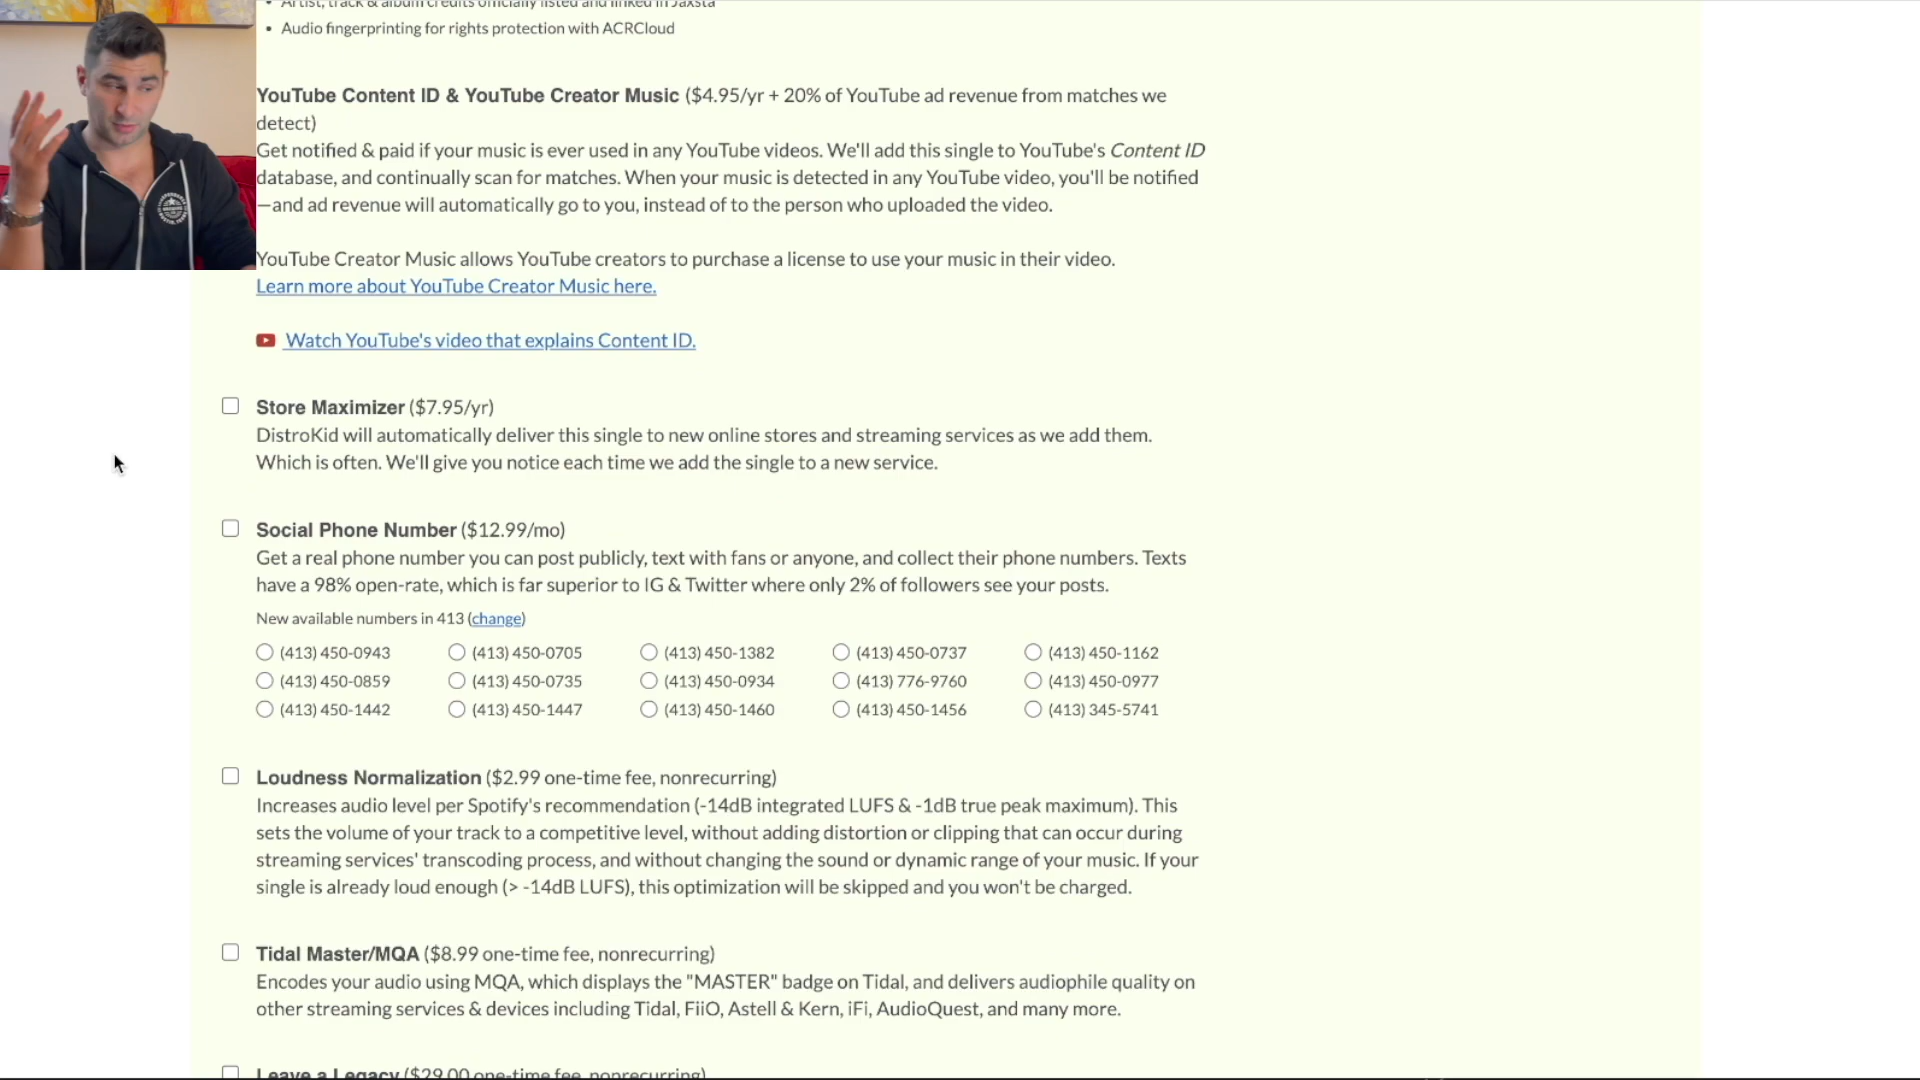 Artist, track & album credits officially listed and linked in Jaxsta
Audio fingerprinting for rights protection with ACRCloud
YouTube Content ID & YouTube Creator Music ($4.95/yr + 20% of YouTube ad revenue from matches we
detect)
Get notified & paid if your music is ever used in any YouTube videos. We'll add this single to YouTube's Content ID
database, and continually scan for matches. When your music is detected in any YouTube video, you'll be notified
—and ad revenue will automatically go to you, instead of to the person who uploaded the video.
YouTube Creator Music allows YouTube creators to purchase a license to use your music in their video.
Learn more about YouTube Creator Music here.
Watch YouTube's video that explains Content ID.
Store Maximizer ($7.95/yr)
DistroKid will automatically deliver this single to new online stores and streaming services as we add them.
Which is often. We'll give you notice each time we add the single to a new service.
Social Phone Number ($12.99/mo)
Get a real phone number you can post publicly, text with fans or anyone, and collect their phone numbers. Texts
have a 98% open-rate, which is far superior to IG & Twitter where only 2% of followers see your posts.
New available numbers in 413 (change)
(413) 450-0943 (413) 450-0705 (413) 450-1382 (413) 450-0737 (413) 450-1162
(413) 450-0859 (413) 450-0735 (413) 450-0934 (413) 776-9760 (413) 450-0977
(413) 450-1442 (413) 450-1447 (413) 450-1460 (413) 450-1456 (413) 345-5741
Loudness Normalization ($2.99 one-time fee, nonrecurring)
Increases audio level per Spotify's recommendation (-14dB integrated LUFS & -1dB true peak maximum). This
sets the volume of your track to a competitive level, without adding distortion or clipping that can occur during
streaming services' transcoding process, and without changing the sound or dynamic range of your music. If your
single is already loud enough (> -14dB LUFS), this optimization will be skipped and you won't be charged.
Tidal Master/MQA ($8.99 one-time fee, nonrecurring)
Encodes your audio using MQA, which displays the "MASTER" badge on Tidal, and delivers audiophile quality on
other streaming services & devices including Tidal, FiiO, Astell & Kern, iFi, AudioQuest, and many more.
Leave a Legacy ($29.00 one-time fee, nonrecurring)